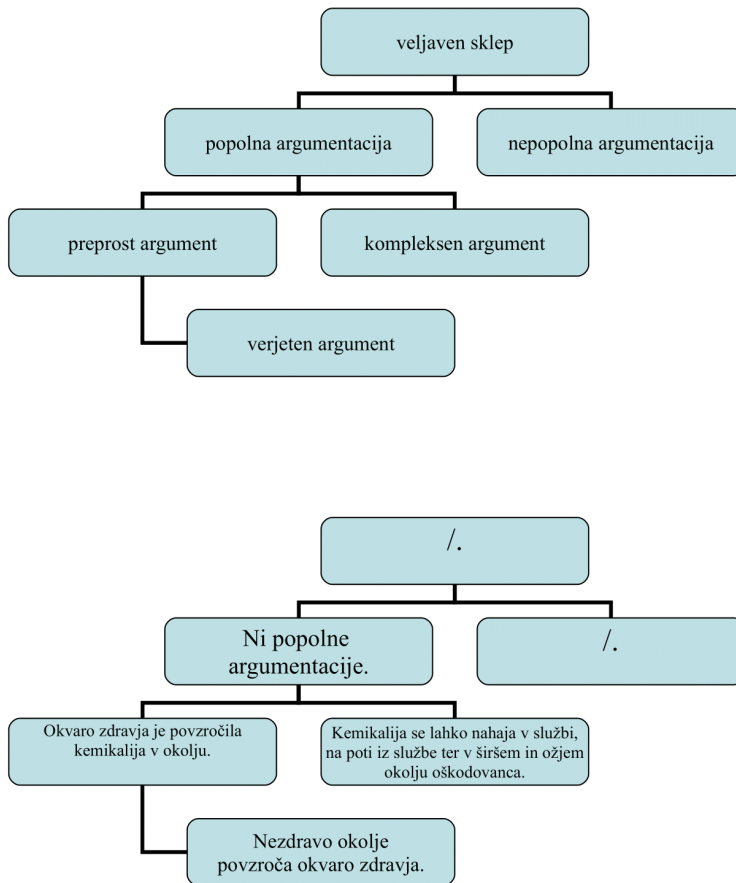 veljaven sklep
popolna argumentacija
nepopolna argumentacija
preprost argument
kompleksen argument
verjeten argument
/.
Ni popolne
argumentacije.
/.
Okvaro zdravja je povzročila
kemikalija v okolju.
Kemikalija se lahko nahaja v službi,
na poti iz službe ter v širšem in ožjem
okolju oškodovanca.
Nezdravo okolje
povzroča okvaro zdravja.